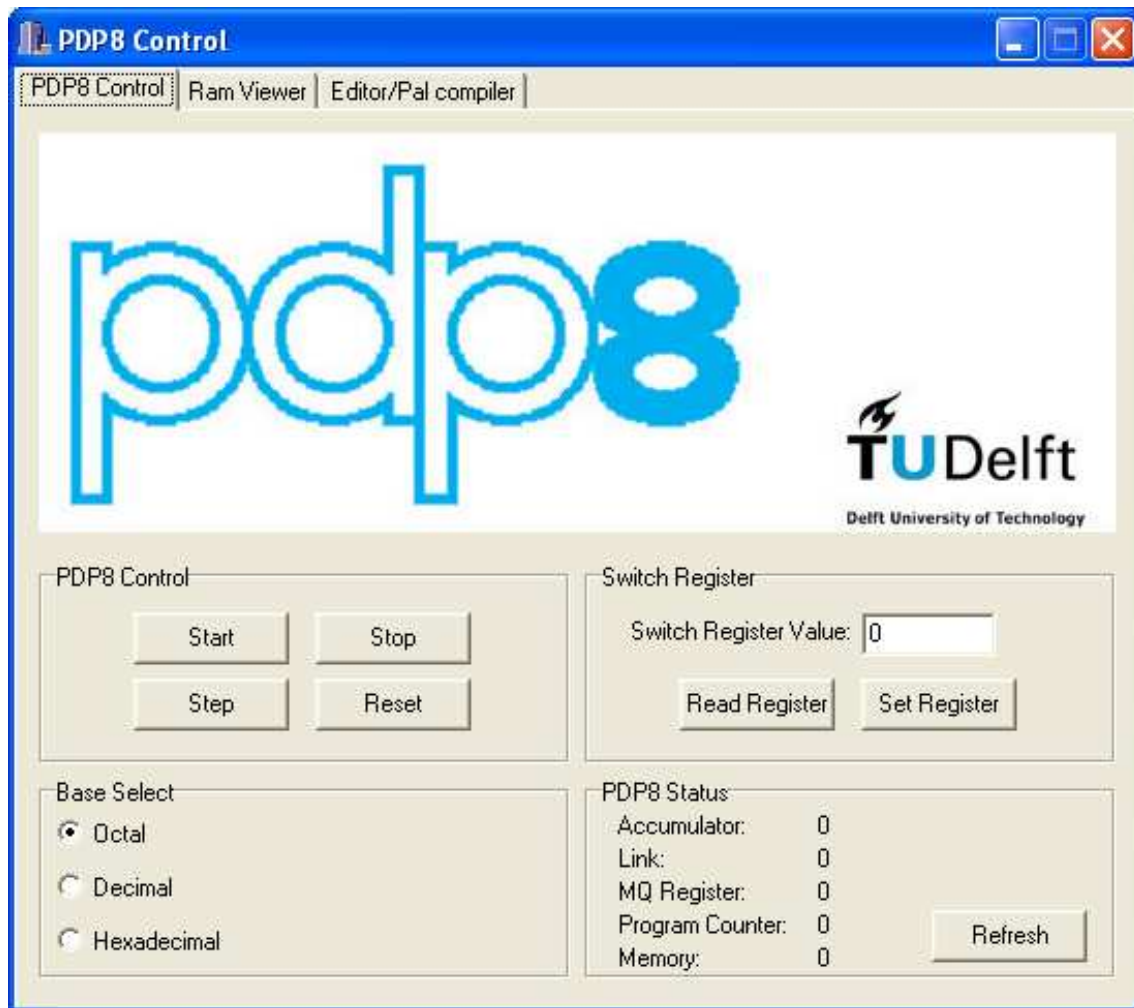 PDP8 Control
PDP8 Control Ram Viewer Editor/Pal compiler
pdp8
TU Delft
Delft University of Technology
PDP8 Control
Start Stop
Step Reset
Switch Register
Switch Register Value: 0
Read Register Set Register
Base Select
Octal
Decimal
Hexadecimal
PDP8 Status
Accumulator: 0
Link: 0
MQ Register: 0
Program Counter: 0
Memory: 0
Refresh